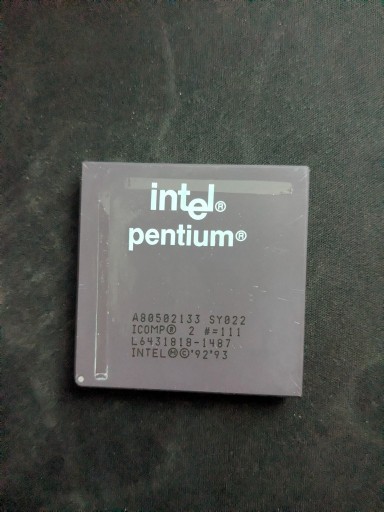 intel®
pentium®
A80502133 SY022
ICOMP® 2 #=111
L6431818-1487
INTEL Ⓜ©'92'93